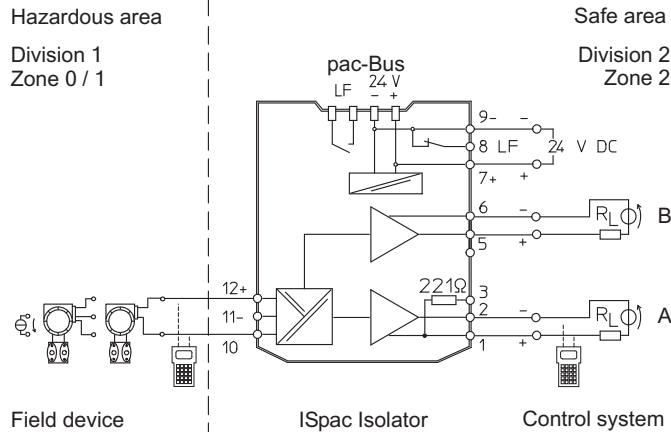 Hazardous area
Safe area
Division 1
Zone 0 / 1
Division 2
Zone 2
pac-Bus
LF
24 V
- +
9- - -
8 LF
24 V DC
7+ + +
6 - -
RL
B
5 + +
12+
221Ω
3
11-
2 - -
RL
A
10
1 + +
Field device
ISpac Isolator
Control system